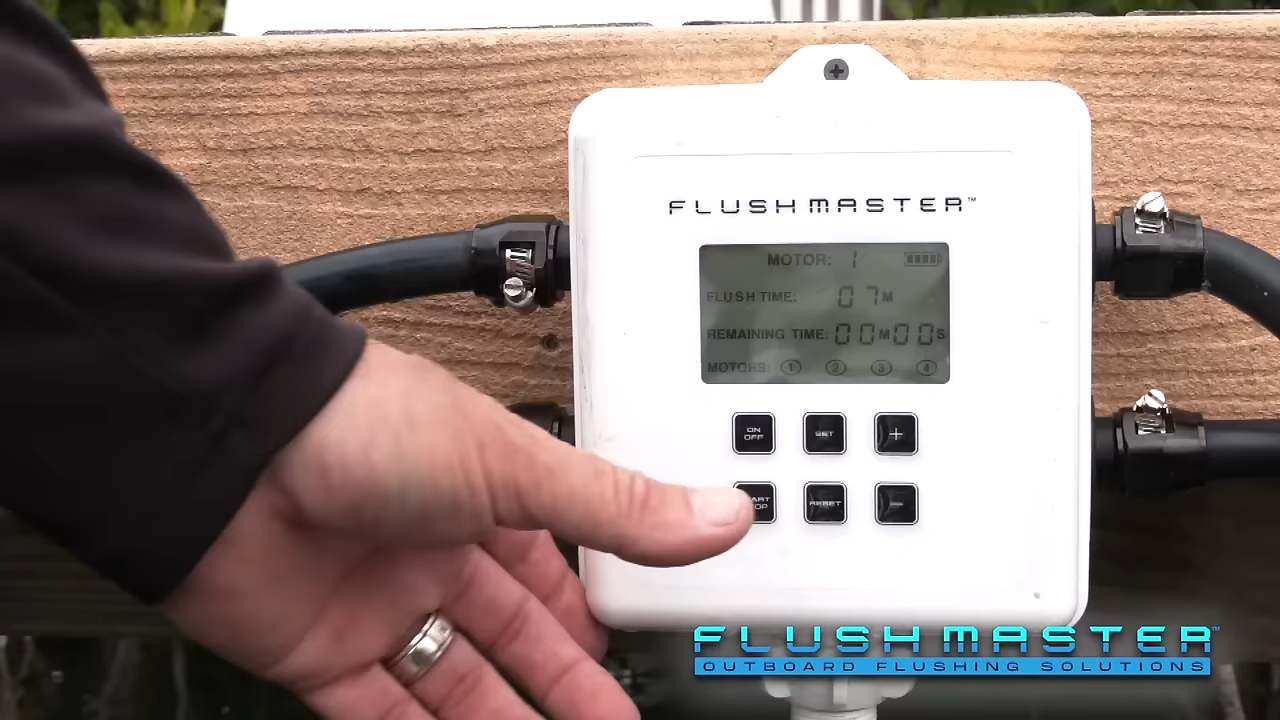 FLUSHMASTER™
MOTOR: 1
FLUSH TIME: 07M
REMAINING TIME: 00M00S
MOTORS: 1 2 3 4
ON OFF
SET
+
RESET
-
FLUSHMASTER™
OUTBOARD FLUSHING SOLUTIONS